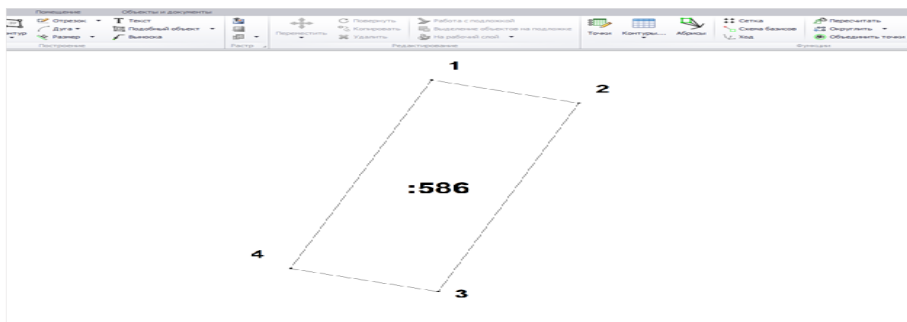 Помещение Объекты и документы
нтур Отрезок Текст Переместить Повернуть Работа с подложкой Точки Контуры... Абрисы Сетка Пересчитать
Дуга Подобный объект Копировать Выделение объектов на подложке Схема базисов Округлить
Размер Выноска Удалить На рабочий слой Ход Объединить точки
Построение Растр Редактирование Функции
1
2
:586
4
3